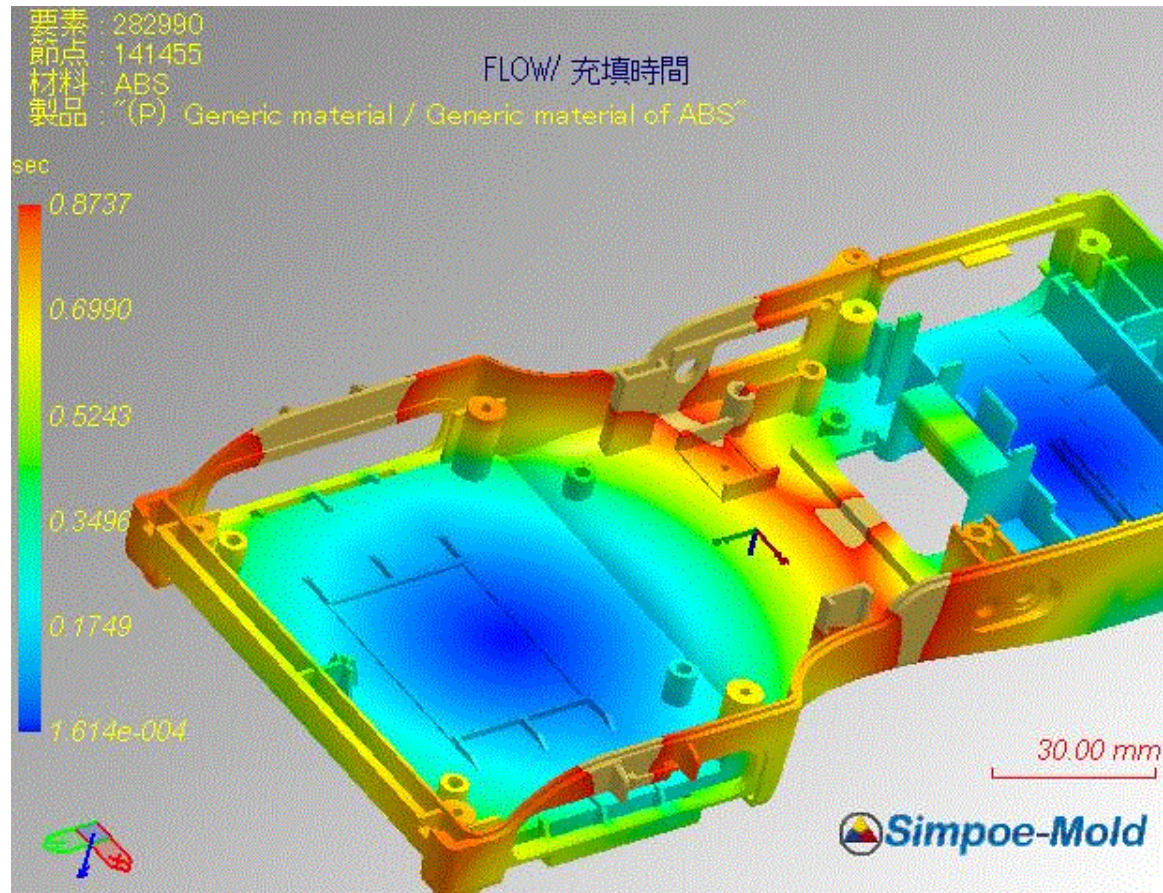 要素 : 282990
節点 : 141455
材料 : ABS
製品 : "(P) Generic material / Generic material of ABS"
FLOW/ 充填時間
sec
0.8737
0.6990
0.5243
0.3496
0.1749
1.614e-004
30.00 mm
Simpoe-Mold